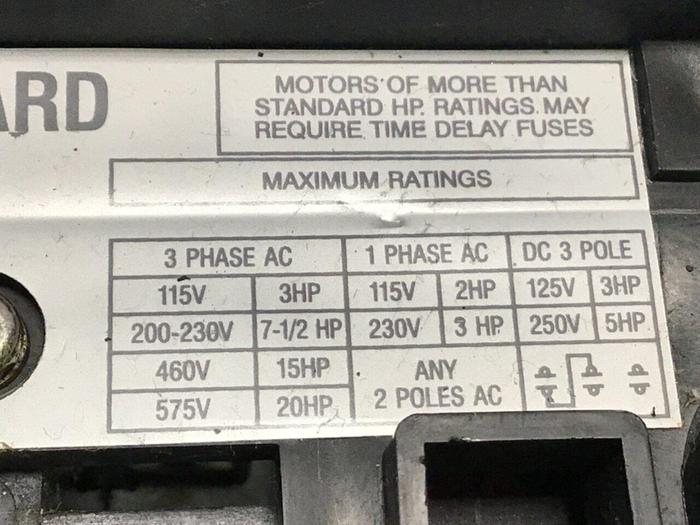 ARD
MOTORS OF MORE THAN
STANDARD HP. RATINGS MAY
REQUIRE TIME DELAY FUSES
MAXIMUM RATINGS
3 PHASE AC 1 PHASE AC DC 3 POLE
115V 3HP 115V 2HP 125V 3HP
200-230V 7-1/2 HP 230V 3 HP 250V 5HP
460V 15HP ANY
575V 20HP 2 POLES AC